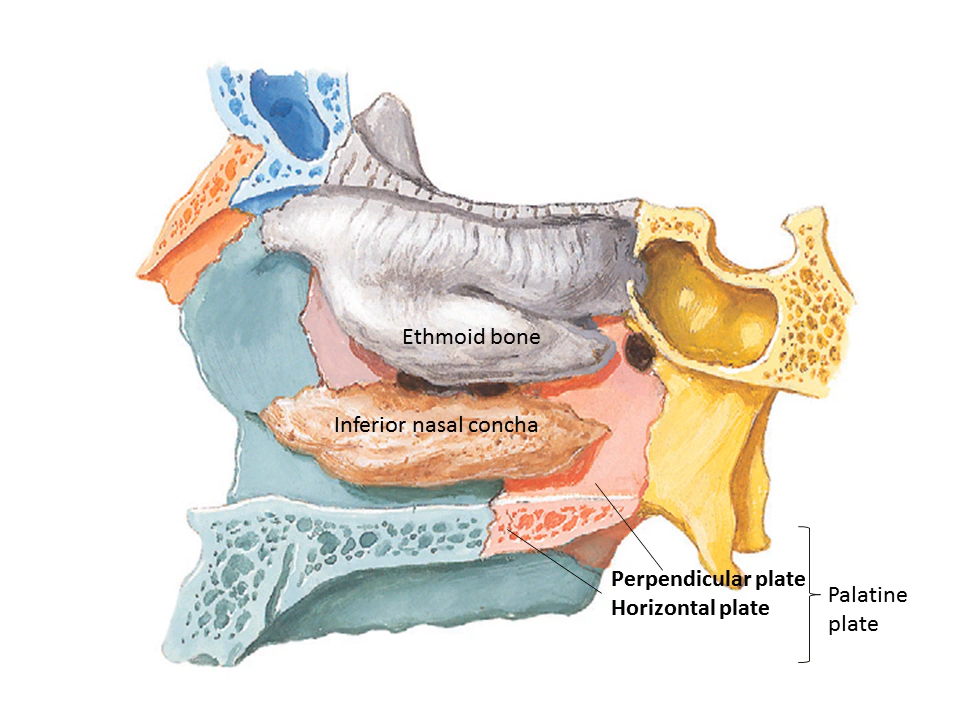 Ethmoid bone
Inferior nasal concha
Perpendicular plate
Horizontal plate
Palatine
plate